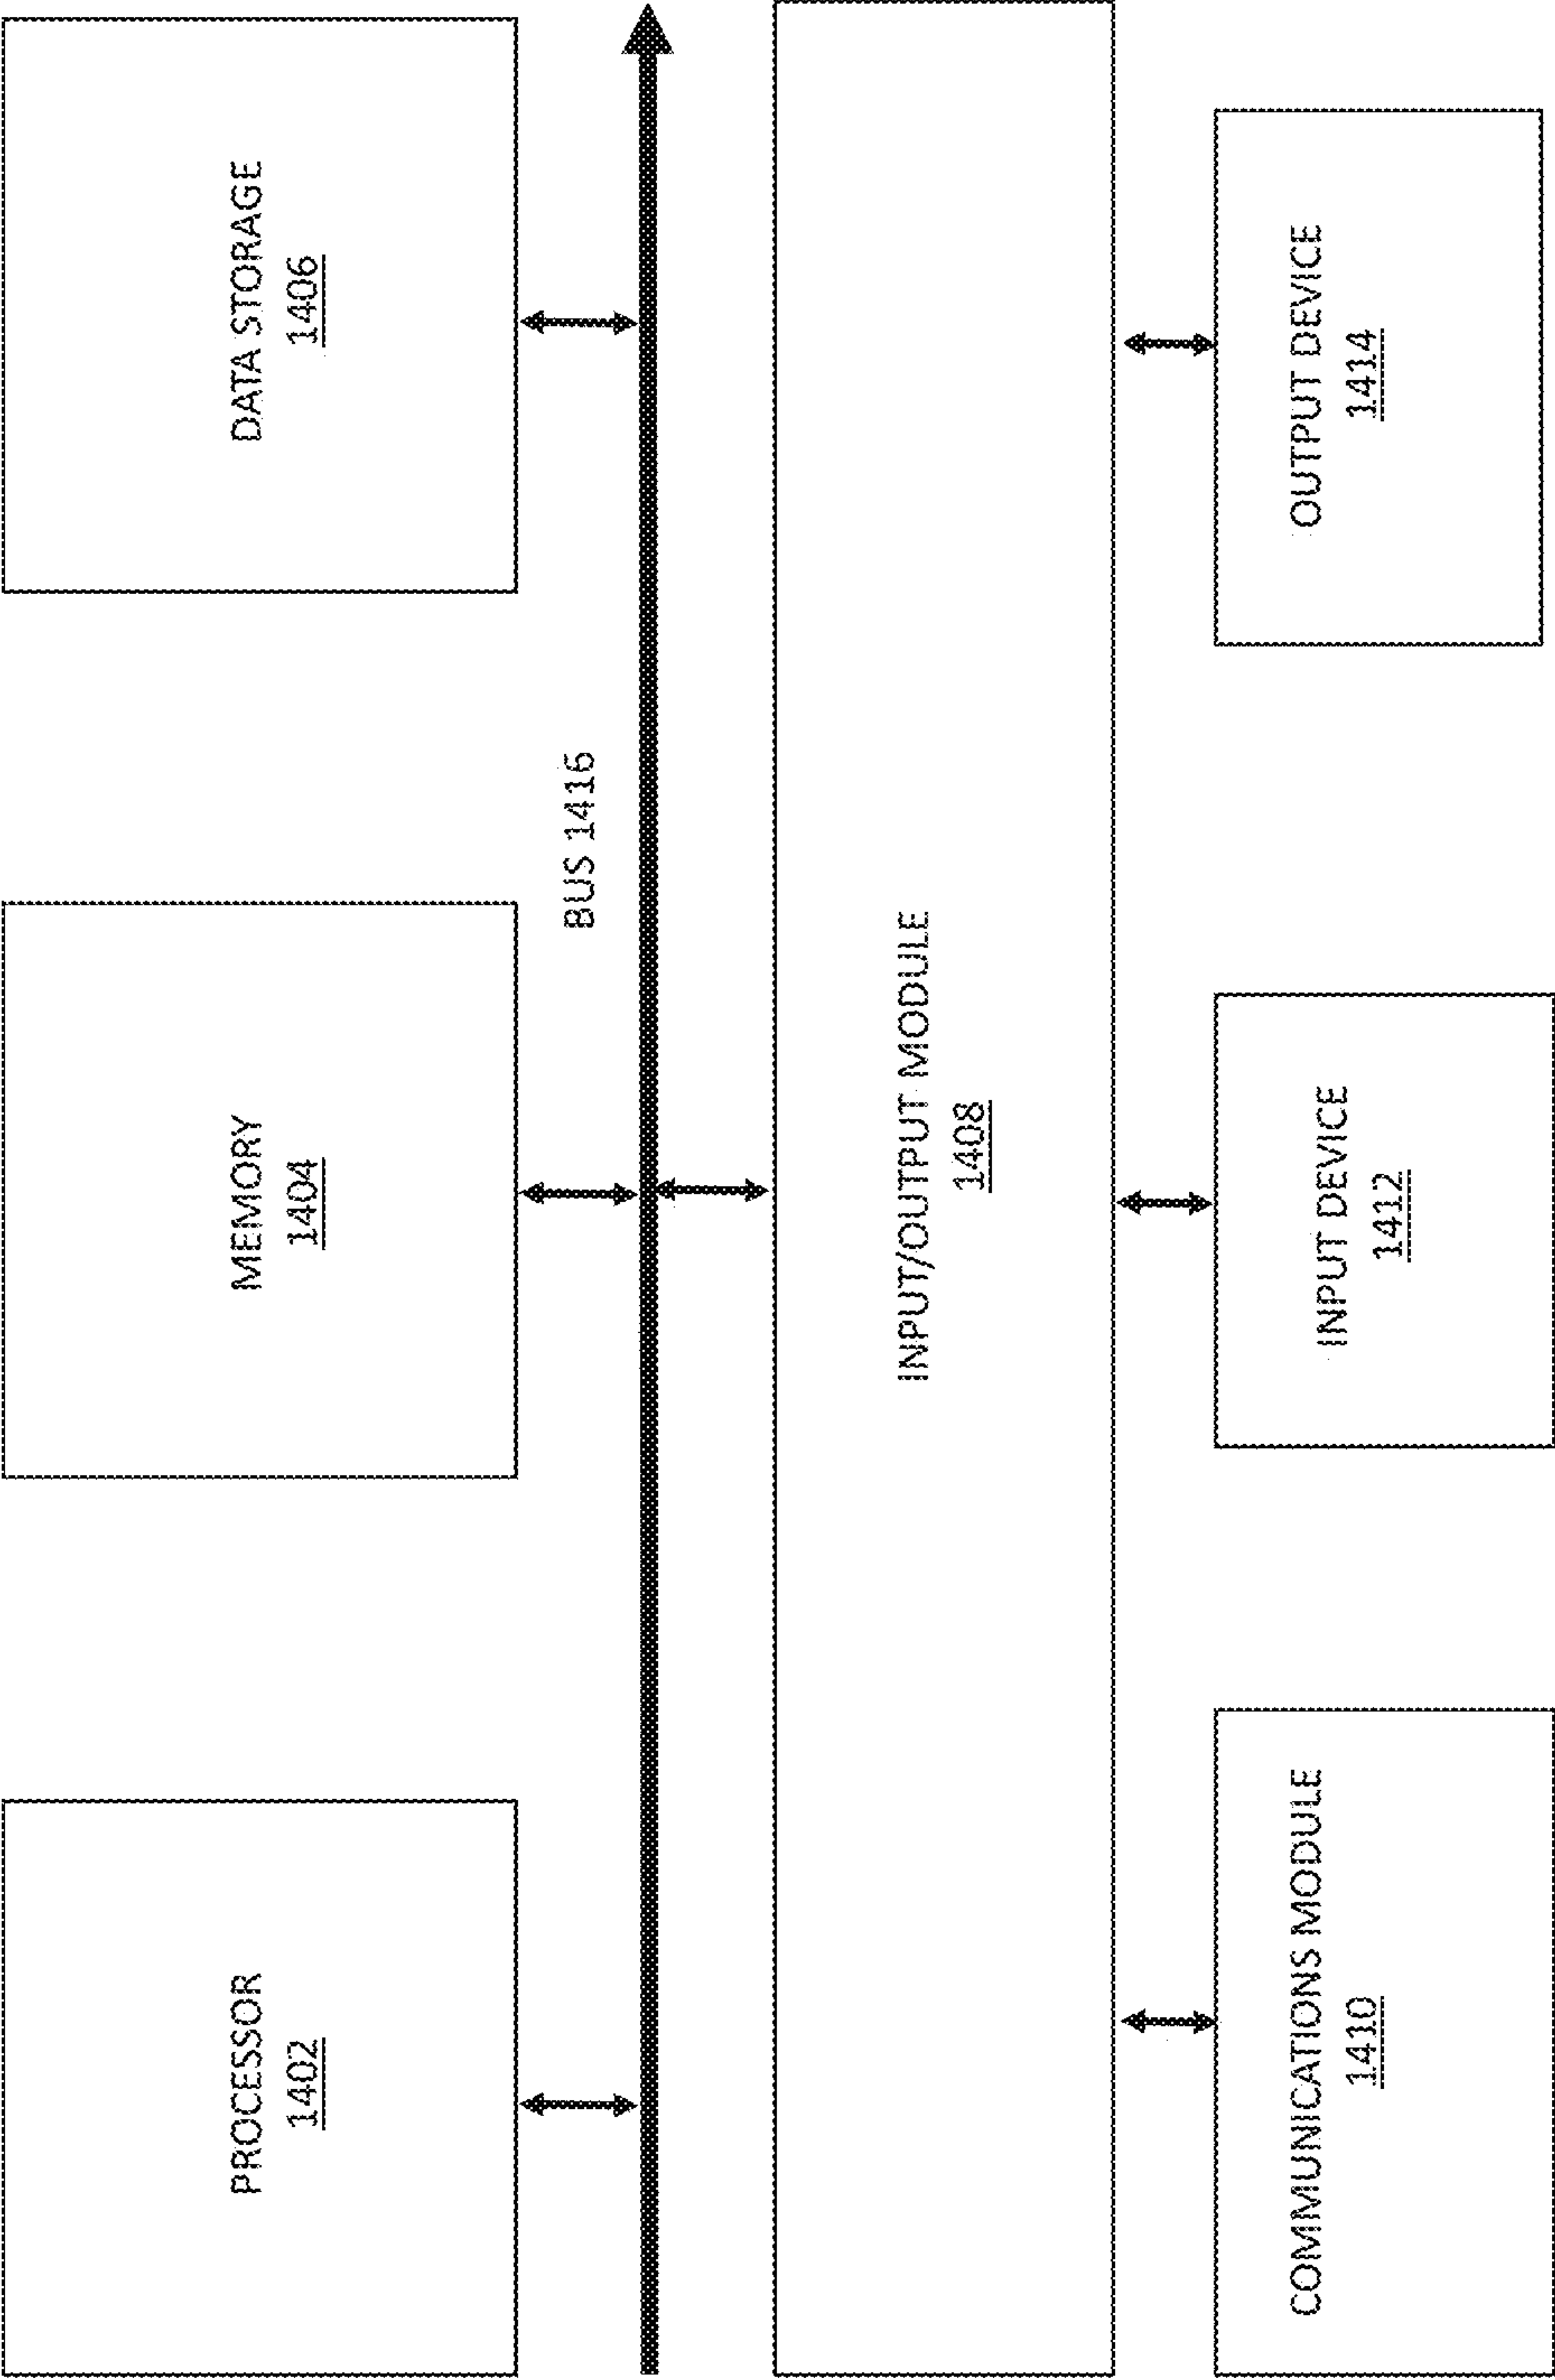 PROCESSOR
1402
MEMORY
1404
DATA STORAGE
1406
BUS 1416
INPUT/OUTPUT MODULE
1408
COMMUNICATIONS MODULE
1410
INPUT DEVICE
1412
OUTPUT DEVICE
1414